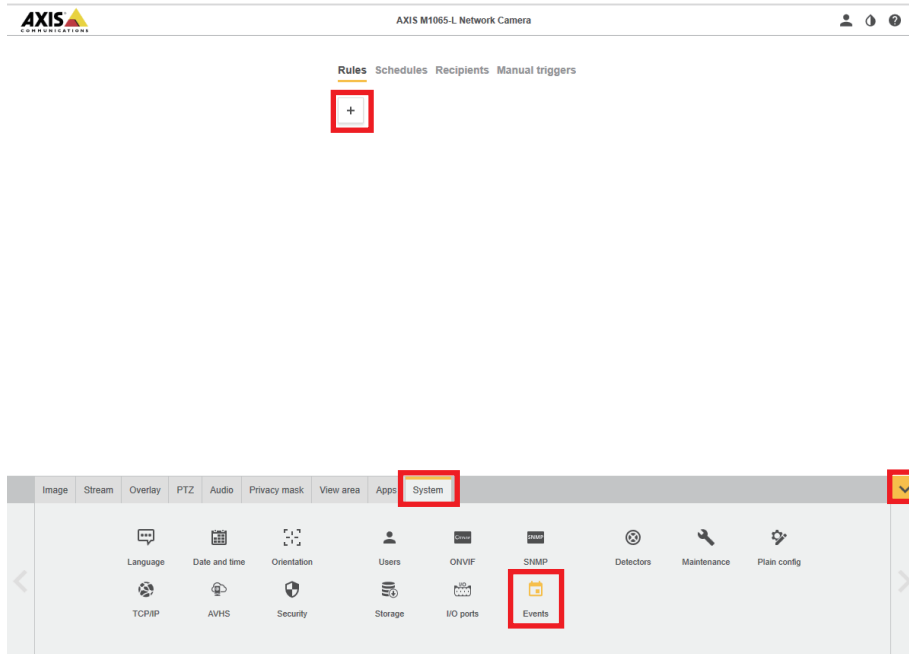 AXIS
COMMUNICATIONS
AXIS M1065-L Network Camera
Rules Schedules Recipients Manual triggers
+
Image Stream Overlay PTZ Audio Privacy mask View area Apps System
Language Date and time Orientation Users ONVIF SNMP Detectors Maintenance Plain config
TCP/IP AVHS Security Storage I/O ports Events